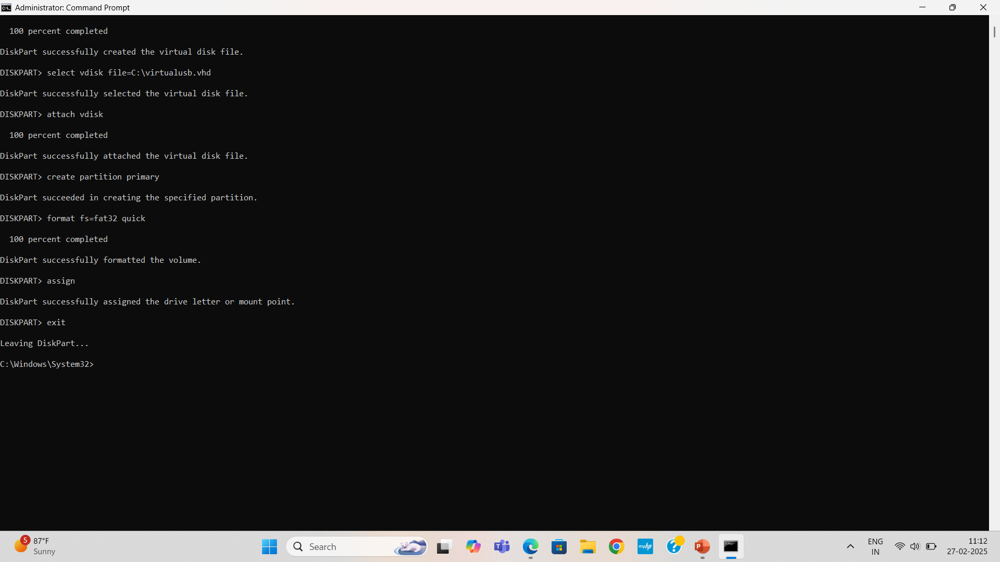 Administrator: Command Prompt
100 percent completed
DiskPart successfully created the virtual disk file.
DISKPART> select vdisk file=C:\virtualusb.vhd
DiskPart successfully selected the virtual disk file.
DISKPART> attach vdisk
100 percent completed
DiskPart successfully attached the virtual disk file.
DISKPART> create partition primary
DiskPart succeeded in creating the specified partition.
DISKPART> format fs=fat32 quick
100 percent completed
DiskPart successfully formatted the volume.
DISKPART> assign
DiskPart successfully assigned the drive letter or mount point.
DISKPART> exit
Leaving DiskPart...
C:\Windows\System32>
5
87°F
Sunny
Search
T
myhp
?
P
ENG
IN
11:12
27-02-2025